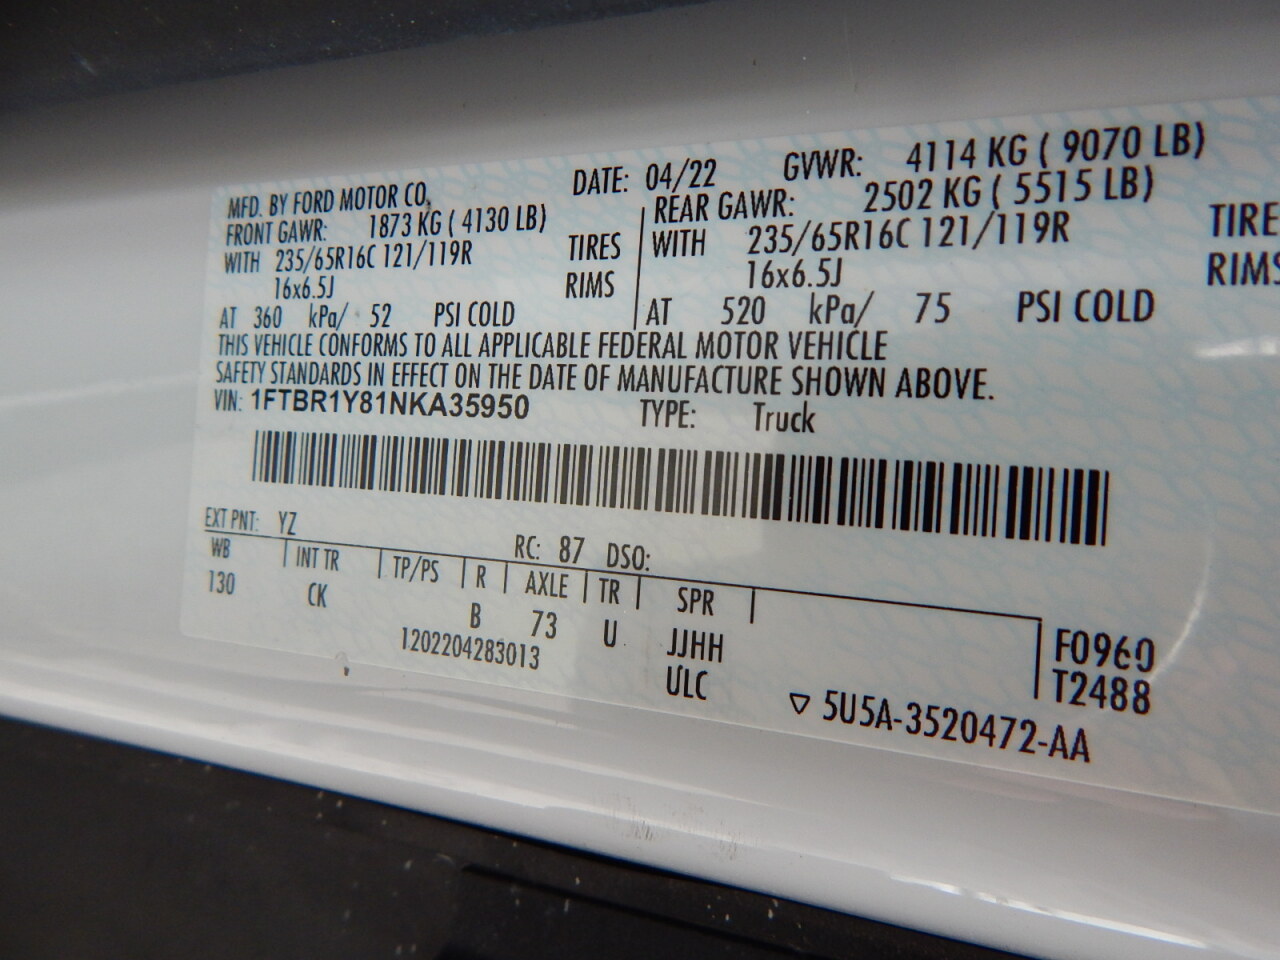 MFD. BY FORD MOTOR CO. DATE: 04/22 GVWR: 4114 KG ( 9070 LB)
FRONT GAWR: 1873 KG ( 4130 LB) REAR GAWR: 2502 KG ( 5515 LB)
WITH 235/65R16C 121/119R TIRES WITH 235/65R16C 121/119R TIRE
16x6.5J RIMS 16x6.5J RIMS
AT 360 kPa/ 52 PSI COLD AT 520 kPa/ 75 PSI COLD
THIS VEHICLE CONFORMS TO ALL APPLICABLE FEDERAL MOTOR VEHICLE
SAFETY STANDARDS IN EFFECT ON THE DATE OF MANUFACTURE SHOWN ABOVE.
VIN: 1FTBR1Y81NKA35950 TYPE: Truck
EXT PNT: YZ RC: 87 DSO:
WB INT TR TP/PS R AXLE TR SPR
130 CK B 73 U JJHH F0960
1202204283013 ULC T2488
▽ 5U5A-3520472-AA